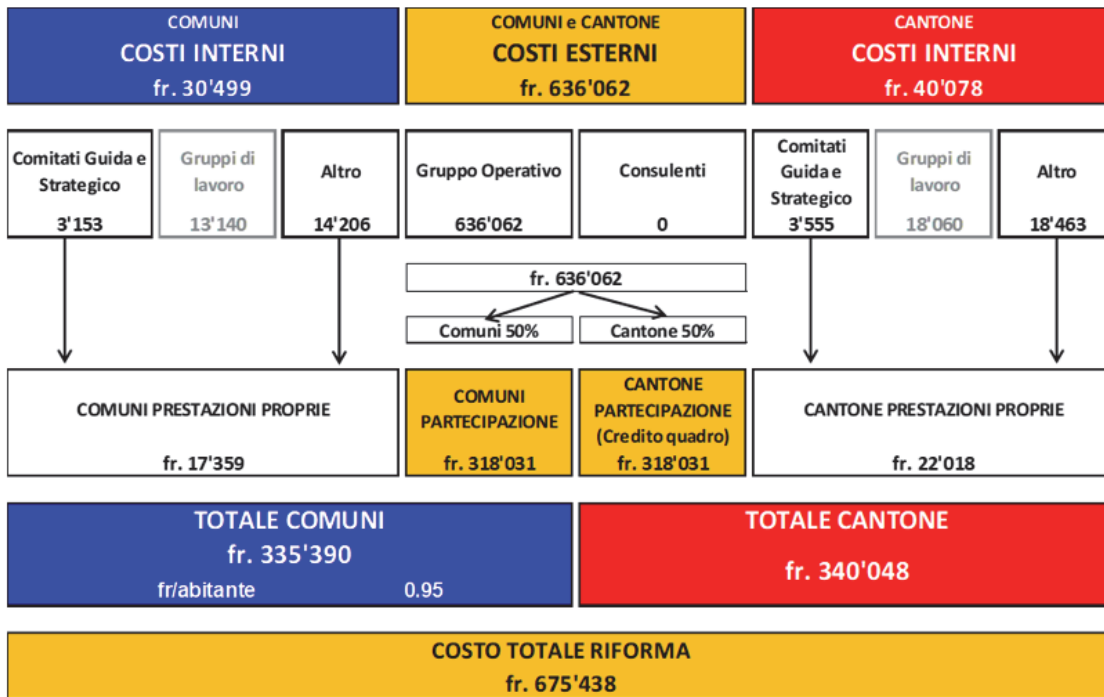 COMUNI
COSTI INTERNI
fr. 30'499
COMUNI e CANTONE
COSTI ESTERNI
fr. 636'062
CANTONE
COSTI INTERNI
fr. 40'078
Comitati Guida e
Strategico
3'153
Gruppi di
lavoro
13'140
Altro
14'206
Gruppo Operativo
636'062
Consulenti
0
Comitati
Guida e
Strategico
3'555
Gruppi di
lavoro
18'060
Altro
18'463
fr. 636'062
Comuni 50%
Cantone 50%
COMUNI PRESTAZIONI PROPRIE
fr. 17'359
COMUNI
PARTECIPAZIONE
fr. 318'031
CANTONE
PARTECIPAZIONE
(Credito quadro)
fr. 318'031
CANTONE PRESTAZIONI PROPRIE
fr. 22'018
TOTALE COMUNI
fr. 335'390
fr/abitante 0.95
TOTALE CANTONE
fr. 340'048
COSTO TOTALE RIFORMA
fr. 675'438